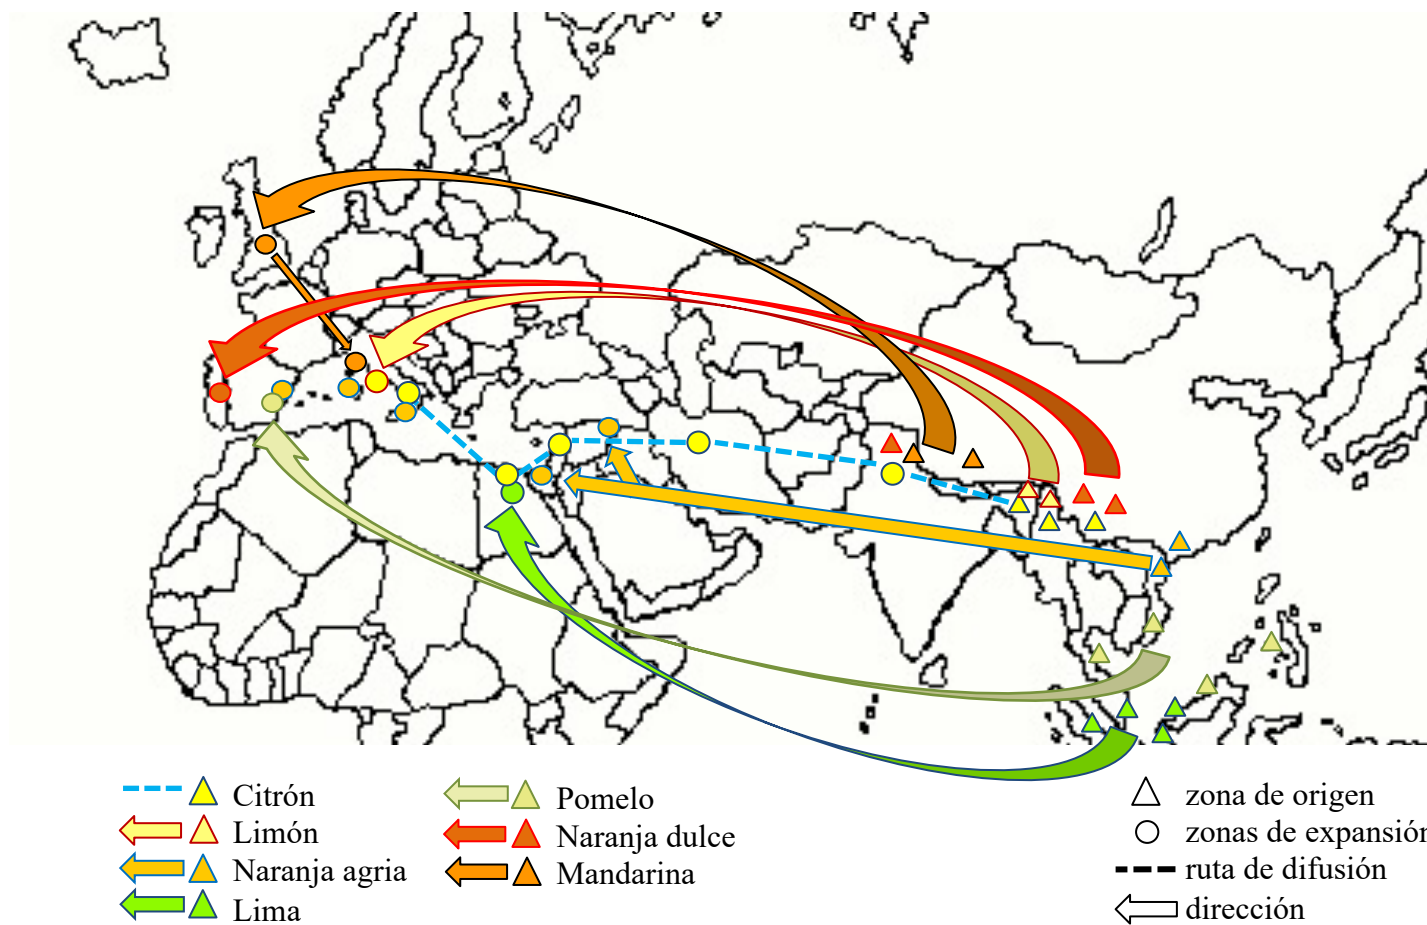 Citrón
Limón
Naranja agria
Lima
Pomelo
Naranja dulce
Mandarina
zona de origen
zonas de expansión
ruta de difusión
dirección